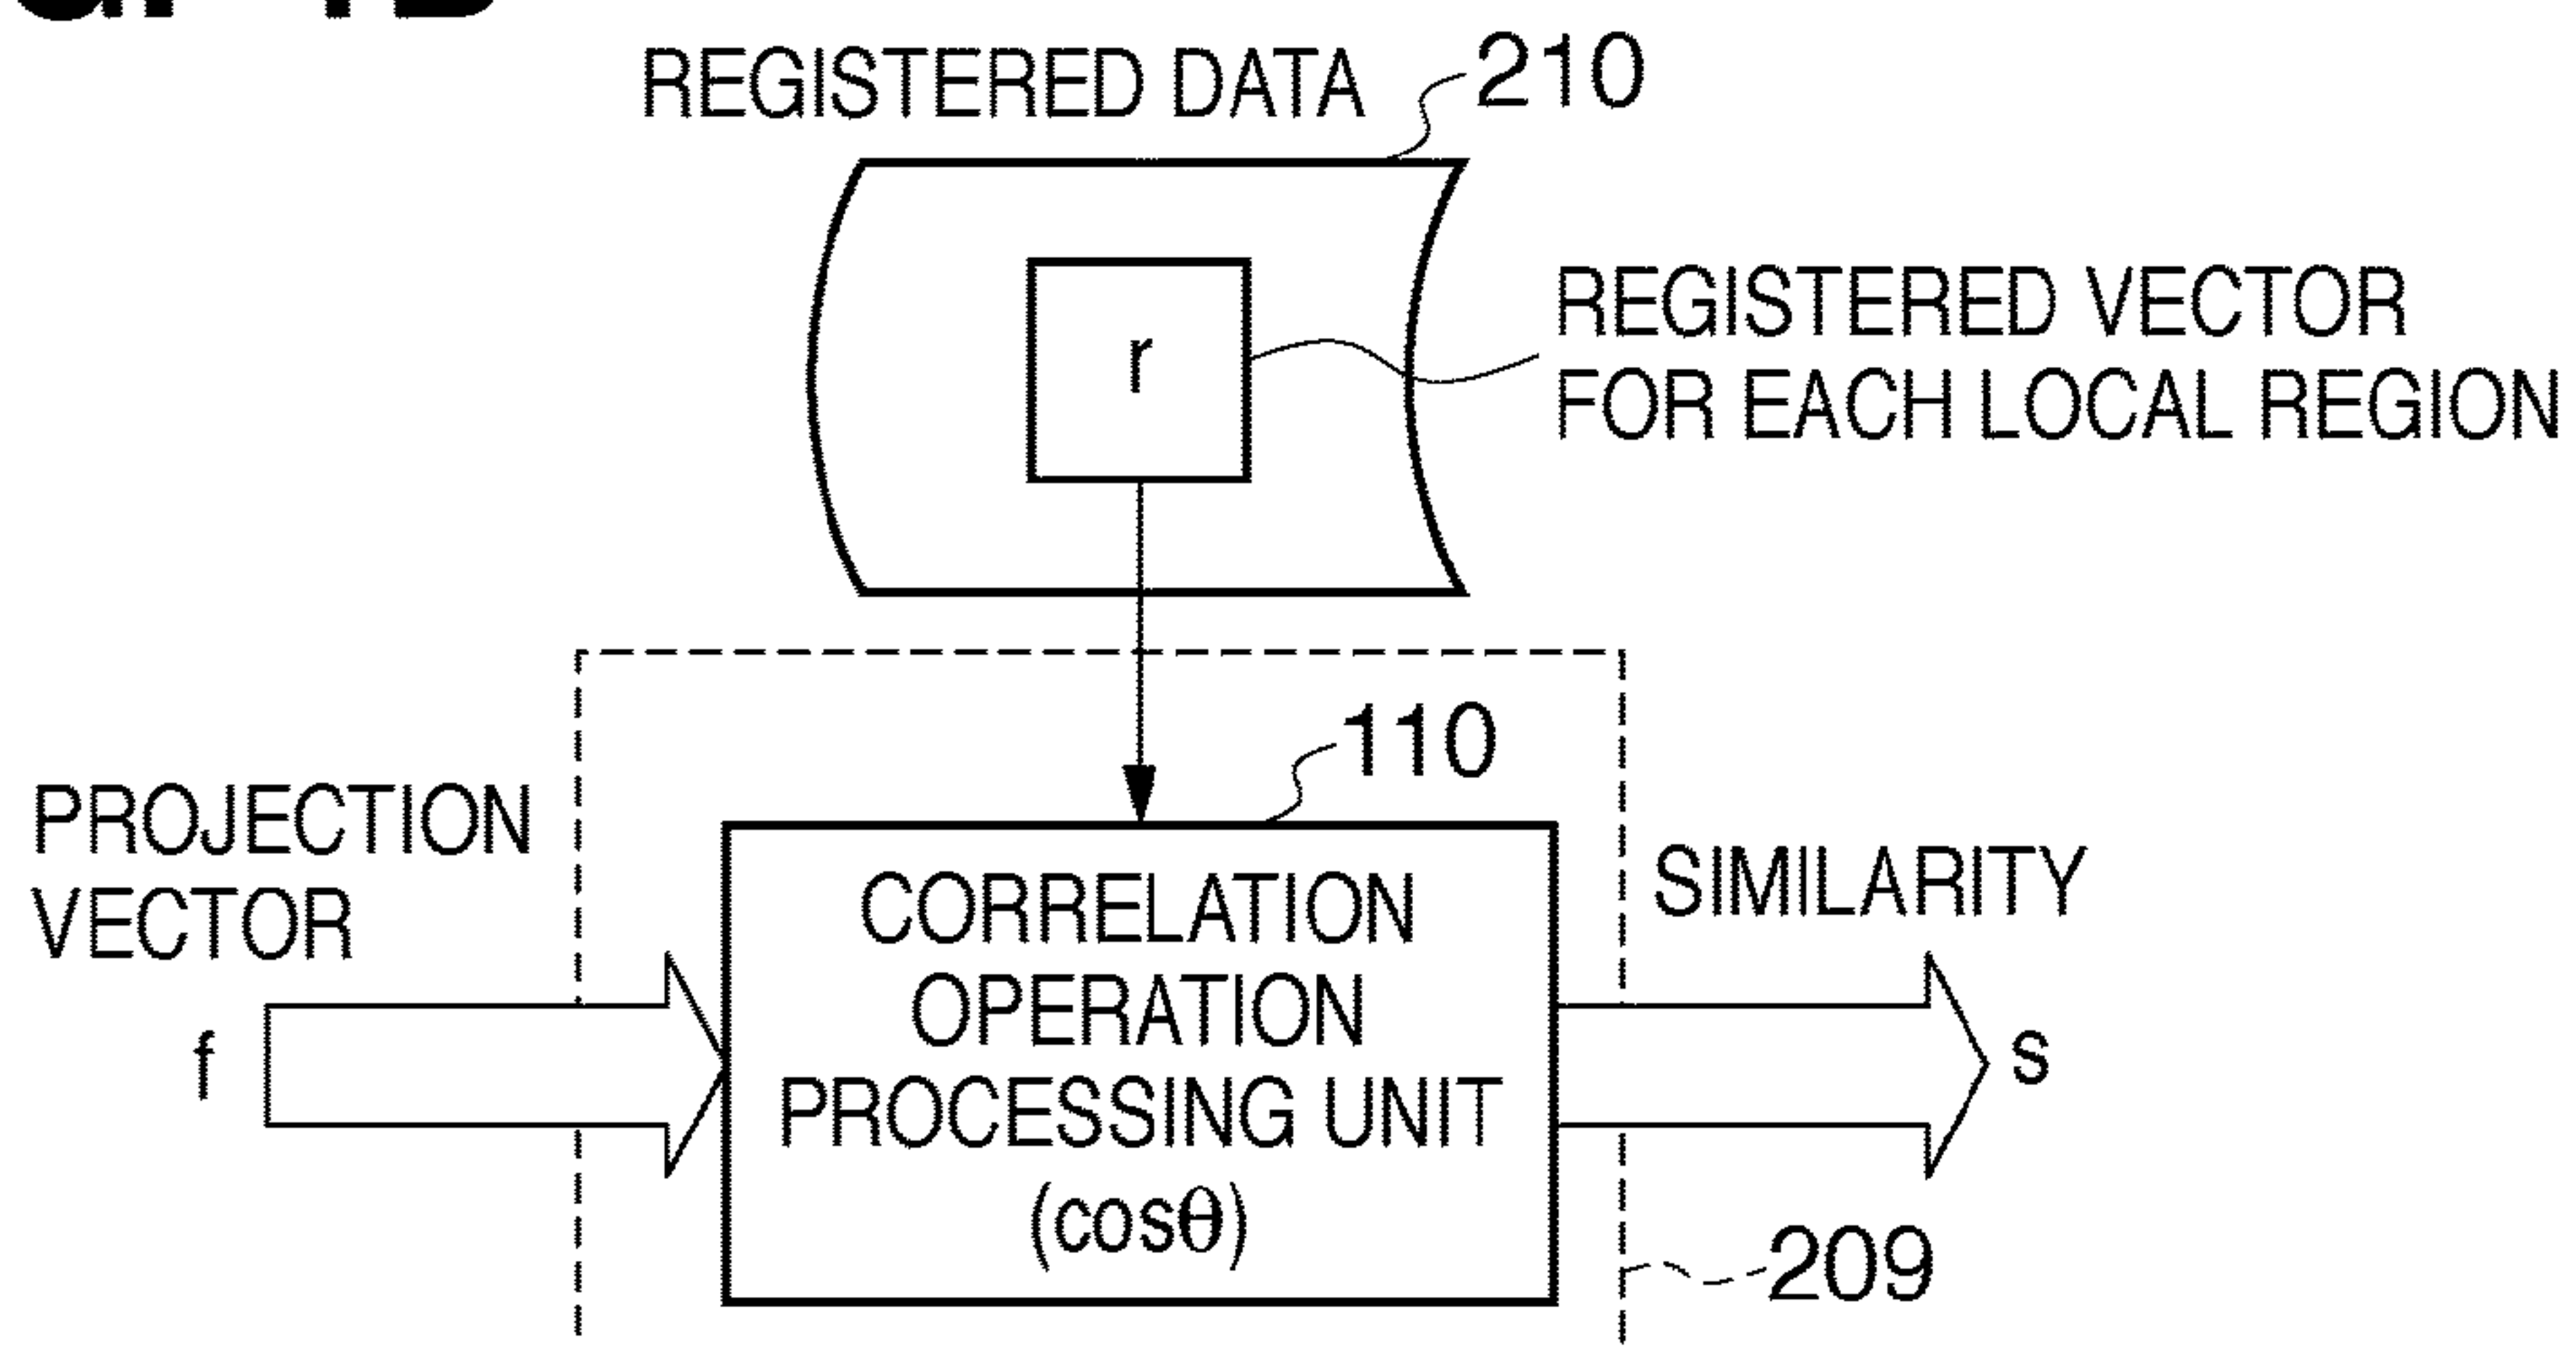 REGISTERED DATA
210
r
REGISTERED VECTOR
FOR EACH LOCAL REGION
110
PROJECTION
VECTOR
f
CORRELATION
OPERATION
PROCESSING UNIT
(cosθ)
SIMILARITY
s
209